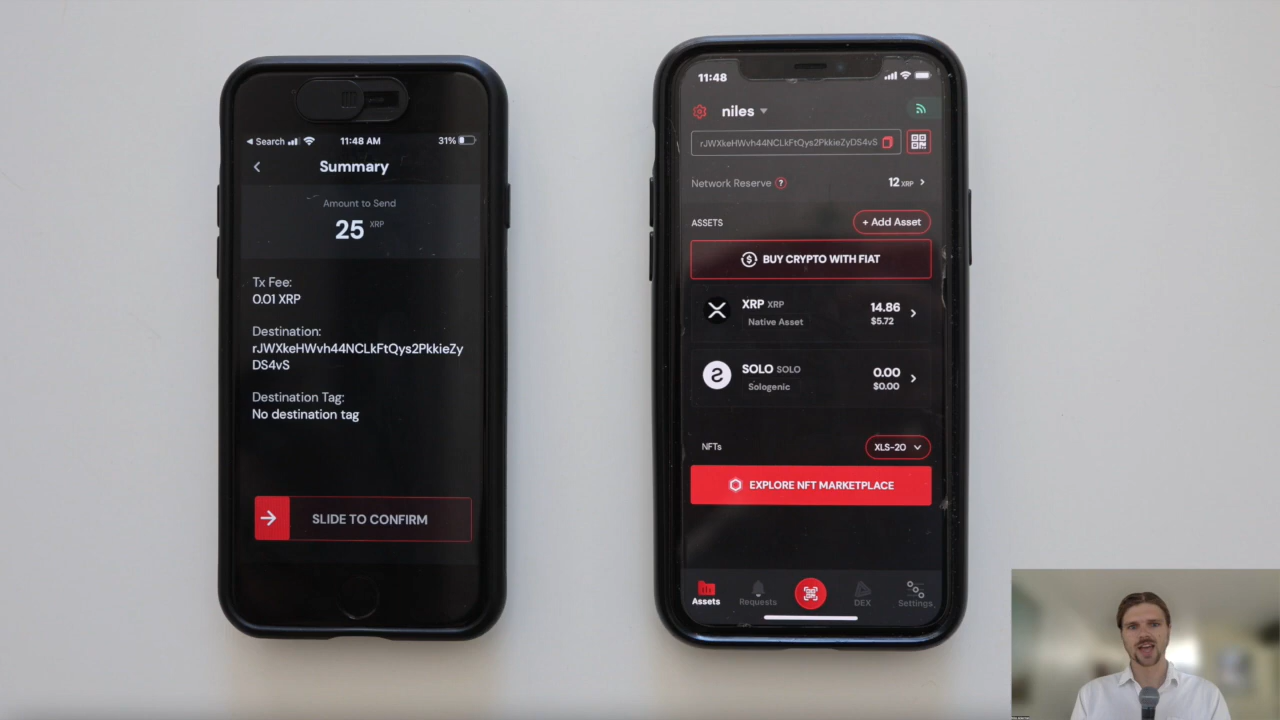 Search
11:48 AM
31%
Summary
Amount to Send
25 XRP
Tx Fee:
0.01 XRP
Destination:
rJWXkeHWvh44NCLkFtQys2PkkieZy
DS4vS
Destination Tag:
No destination tag
SLIDE TO CONFIRM
11:48
niles
rJWXkeHWvh44NCLkFtQys2PkkieZyDS4vS
Network Reserve ?
12 XRP
ASSETS
+ Add Asset
$ BUY CRYPTO WITH FIAT
XRP XRP
Native Asset
14.86
$5.72
SOLO SOLO
Sologenic
0.00
$0.00
NFTs
XLS-20
EXPLORE NFT MARKETPLACE
Assets
Requests
DEX
Settings